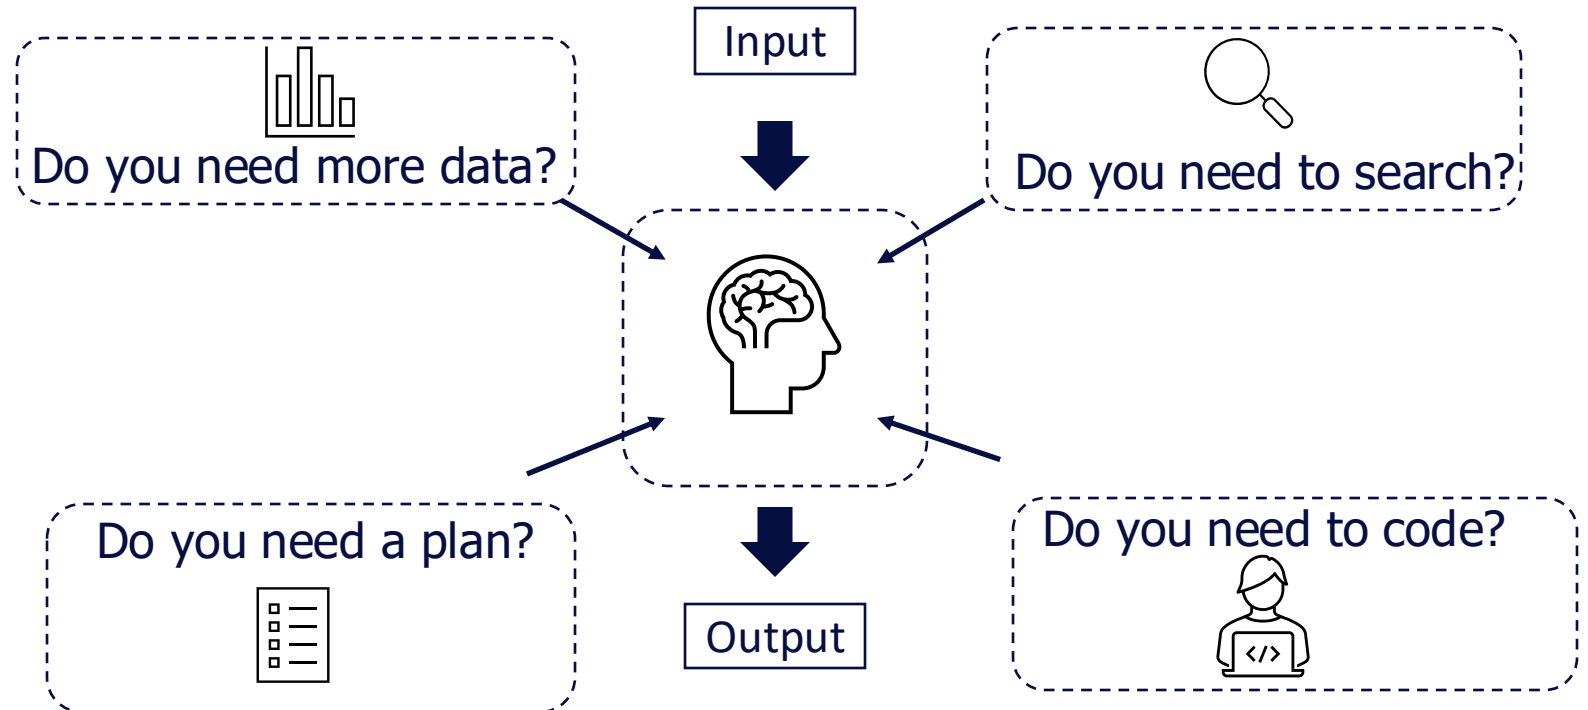 Input
Do you need more data?
Do you need to search?
Do you need a plan?
Do you need to code?
</>
Output